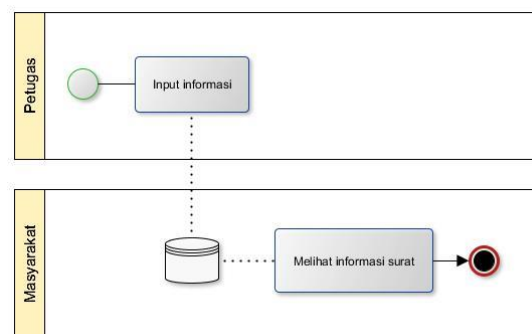 Petugas
Input informasi
Masyarakat
Melihat informasi surat